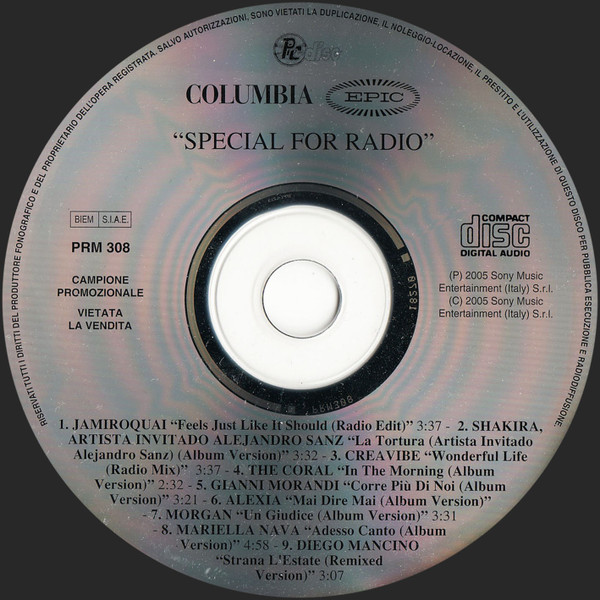 RISERVATI TUTTI I DIRITTI DEL PRODUTTORE FONOGRAFICO E DEL PROPRIETARIO DELL'OPERA REGISTRATA. SALVO AUTORIZZAZIONI, SONO VIETATI LA DUPLICAZIONE, IL NOLEGGIO-LOCAZIONE, IL PRESTITO E L'UTILIZZAZIONE DI QUESTO DISCO PER PUBBLICA ESECUZIONE E RADIODIFFUSIONE.
disc
COLUMBIA EPIC
“SPECIAL FOR RADIO”
BIEM S.I.A.E.
PRM 308
CAMPIONE
PROMOZIONALE
VIETATA
LA VENDITA
COMPACT
disc
DIGITAL AUDIO
(P) 2005 Sony Music
Entertainment (Italy) S.r.l.
(C) 2005 Sony Music
Entertainment (Italy) S.r.l.
1. JAMIROQUAI “Feels Just Like It Should (Radio Edit)” 3:37 - 2. SHAKIRA,
ARTISTA INVITADO ALEJANDRO SANZ “La Tortura (Artista Invitado
Alejandro Sanz) (Album Version)” 3:32 - 3. CREAVIBE “Wonderful Life
(Radio Mix)” 3:37 - 4. THE CORAL “In The Morning (Album
Version)” 2:32 - 5. GIANNI MORANDI “Corre Più Di Noi (Album
Version)” 3:21 - 6. ALEXIA “Mai Dire Mai (Album Version)”
- 7. MORGAN “Un Giudice (Album Version)” 3:31
- 8. MARIELLA NAVA “Adesso Canto (Album
Version)” 4:58 - 9. DIEGO MANCINO
“Strana L'Estate (Remixed
Version)” 3:07